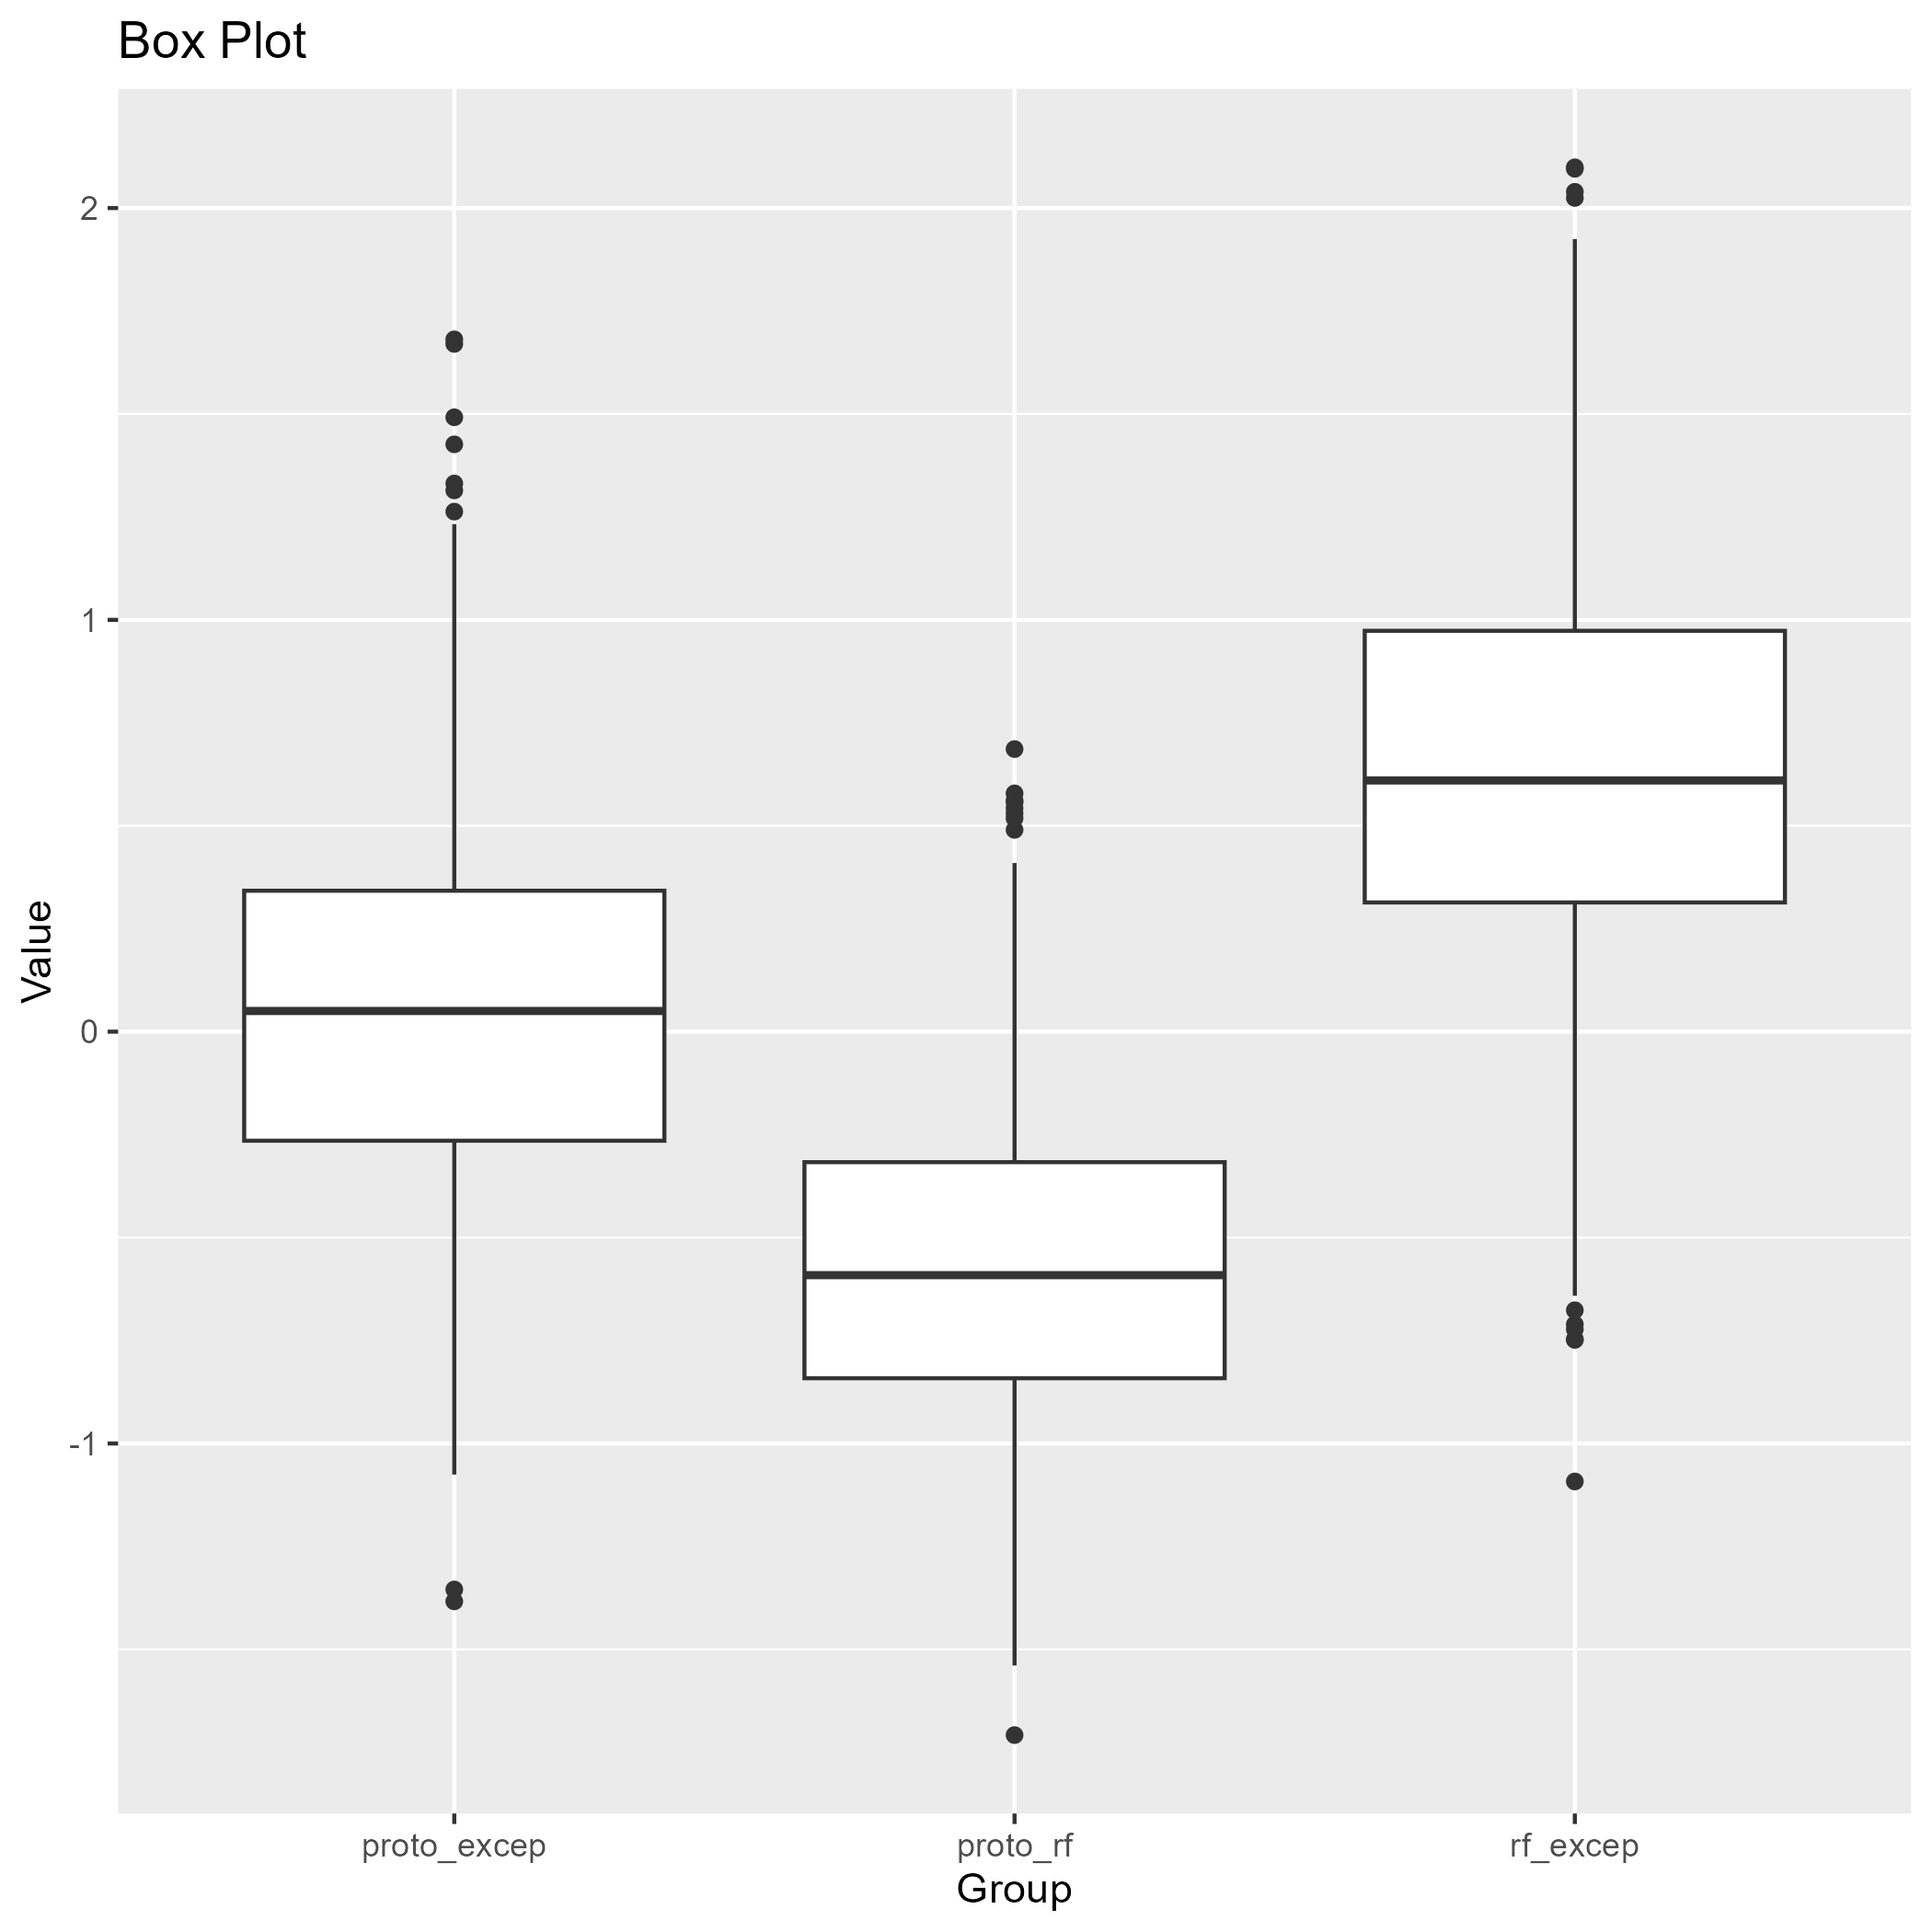 Box Plot
Value
2
1
0
-1
proto_excep
proto_rf
rf_excep
Group